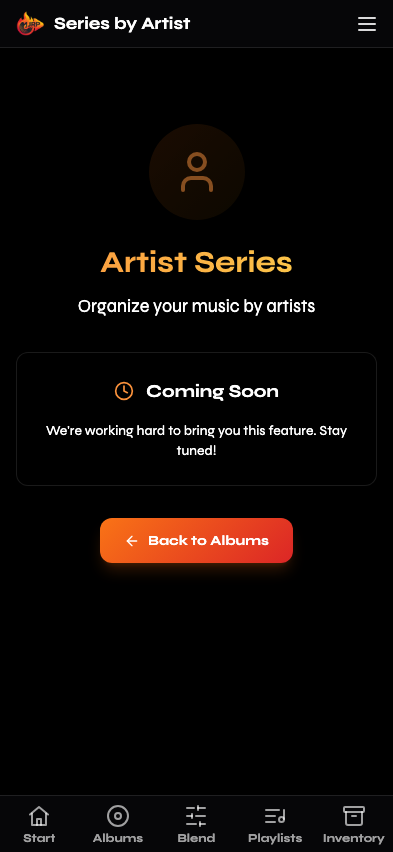 Series by Artist
Artist Series
Organize your music by artists
Coming Soon
We're working hard to bring you this feature. Stay
tuned!
Back to Albums
Start
Albums
Blend
Playlists
Inventory